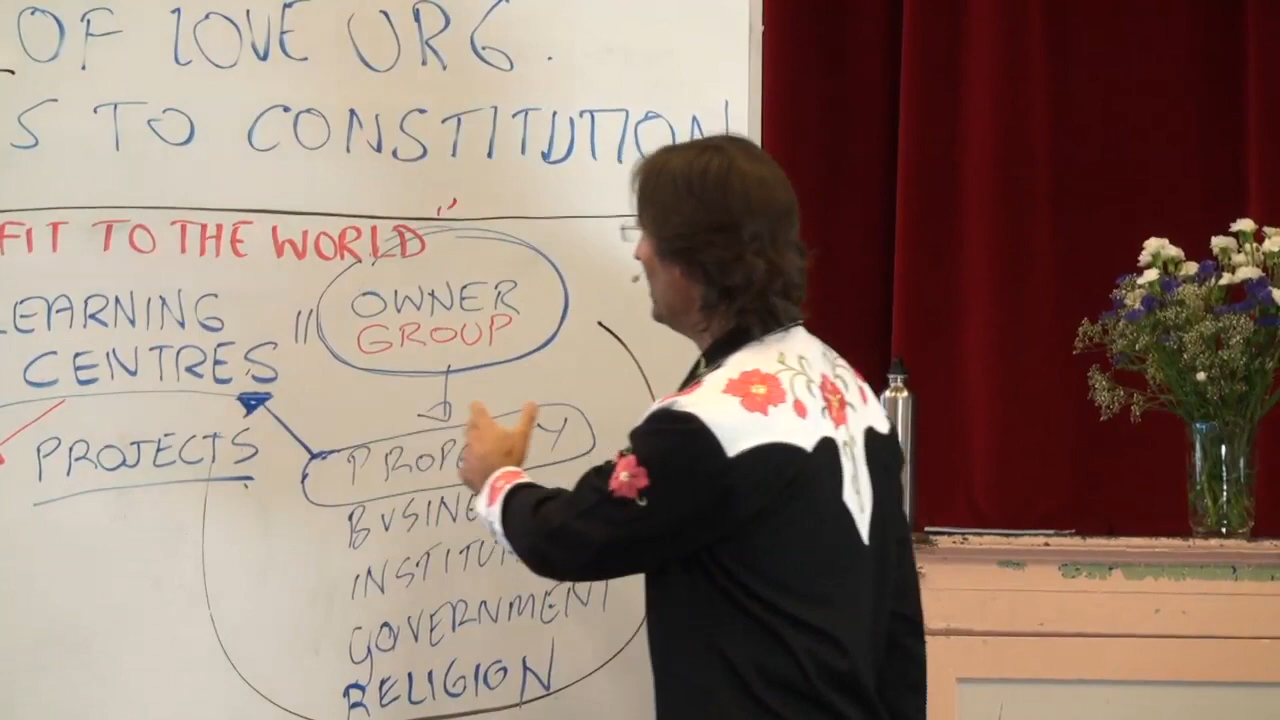 OF LOVE ORG.
S TO CONSTITUTION
FIT TO THE WORLD"
LEARNING
CENTRES
OWNER
GROUP
PROJECTS
GOVERNMENT
RELIGION